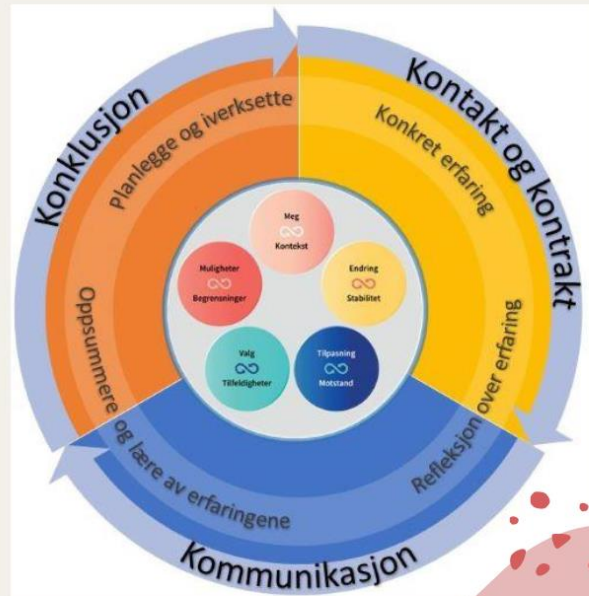 Konklusjon
Kontakt og kontrakt
Kommunikasjon
Planlegge og iverksette
Konkret erfaring
Refleksjon over erfaring
Oppsummere og lære av erfaringene
Meg
Kontekst
Muligheter
Begrensninger
Endring
Stabilitet
Valg
Tilfeldigheter
Tilpasning
Motstand